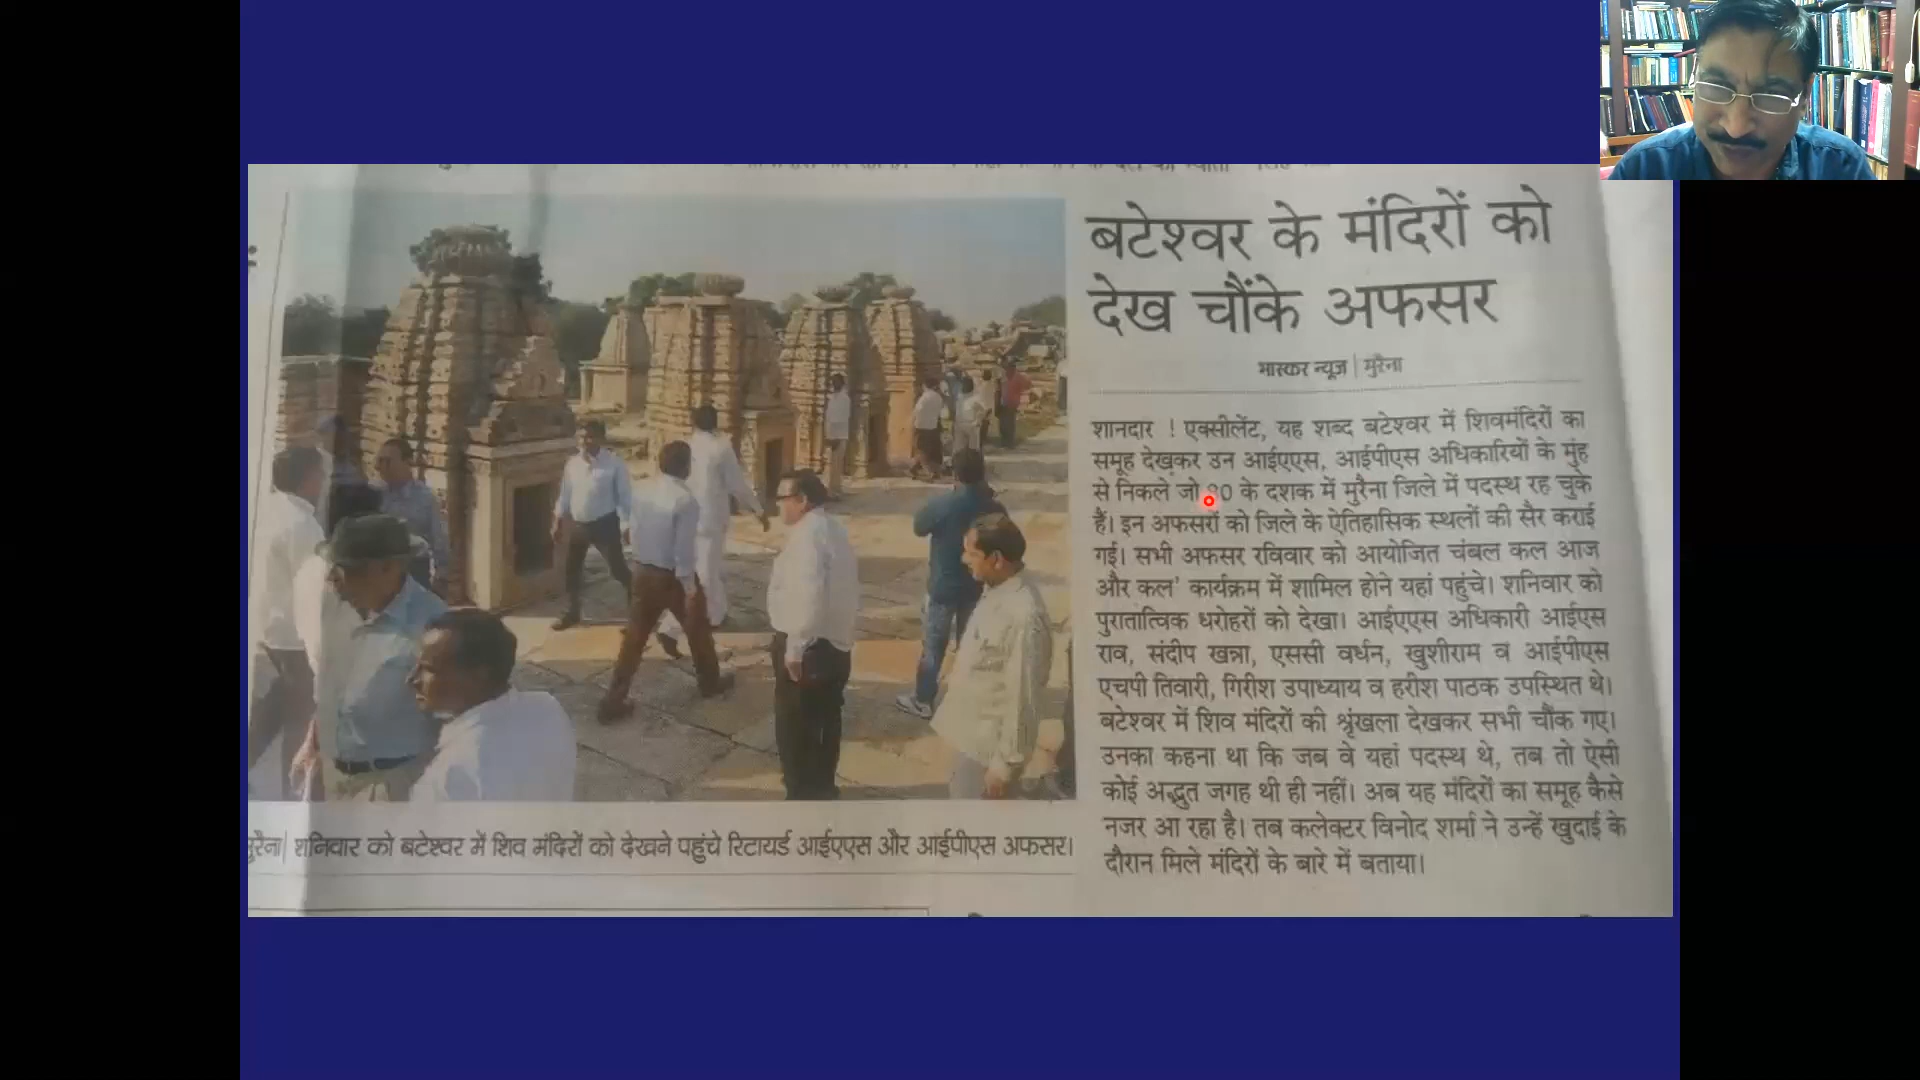 बटेश्वर के मंदिरों को
देख चौंके अफसर
भास्कर न्यूज | मुरैना
शानदार ! एक्सीलेंट, यह शब्द बटेश्वर में शिवमंदिरों का
समूह देखकर उन आईएएस, आईपीएस अधिकारियों के मुंह
से निकले जो के दशक में मुरैना जिले में पदस्थ रह चुके
हैं। इन अफसरों को जिले के ऐतिहासिक स्थलों की सैर कराई
गई। सभी अफसर रविवार को आयोजित चंबल कल आज
और कल' कार्यक्रम में शामिल होने यहां पहुंचे। शनिवार को
पुरातात्विक धरोहरों को देखा। आईएएस अधिकारी आईएस
राव, संदीप खन्ना, एससी वर्धन, खुशीराम व आईपीएस
एचपी तिवारी, गिरीश उपाध्याय व हरीश पाठक उपस्थित थे।
बटेश्वर में शिव मंदिरों की श्रृंखला देखकर सभी चौंक गए।
उनका कहना था कि जब वे यहां पदस्थ थे, तब तो ऐसी
कोई अद्भुत जगह थी ही नहीं। अब यह मंदिरों का समूह कैसे
नजर आ रहा है। तब कलेक्टर विनोद शर्मा ने उन्हें खुदाई के
दौरान मिले मंदिरों के बारे में बताया।
मुरैना| शनिवार को बटेश्वर में शिव मंदिरों को देखने पहुंचे रिटायर्ड आईएएस और आईपीएस अफसर।